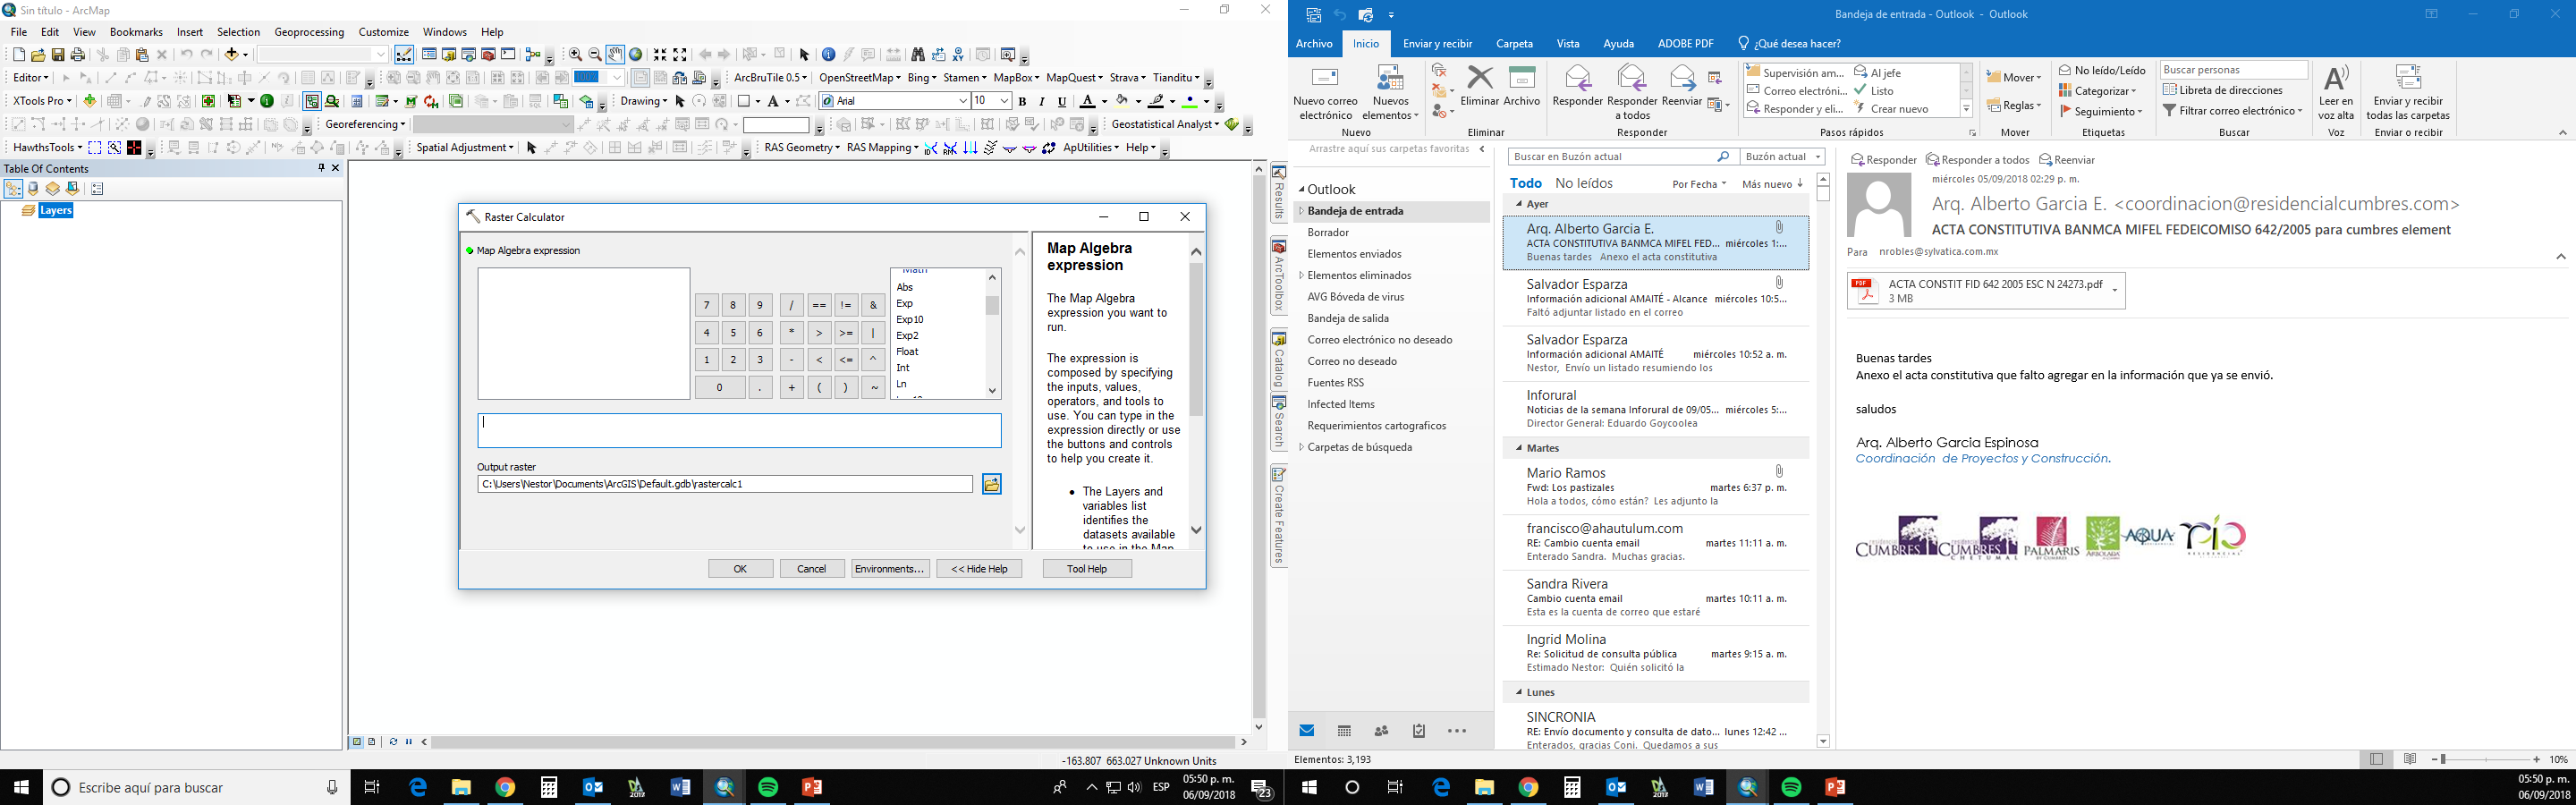 Sin título - ArcMap
File Edit View Bookmarks Insert Selection Geoprocessing Customize Windows Help
Editor
100%
ArcBruTile 0.5 OpenStreetMap Bing Stamen MapBox MapQuest Strava Tianditu
XTools Pro
Drawing
Arial
10
B I U A
Georeferencing
Geostatistical Analyst
HawthsTools
Spatial Adjustment
RAS Geometry RAS Mapping
ApUtilities Help
Table Of Contents
Layers
Raster Calculator
Map Algebra expression
7 8 9 / == != &
4 5 6 * > >= |
1 2 3 - < <= ^
0 . + ( ) ~
Math
Abs
Exp
Exp10
Exp2
Float
Int
Ln
Output raster
C:\Users\Nestor\Documents\ArcGIS\Default.gdb\rastercalc1
OK Cancel Environments... << Hide Help Tool Help
Map Algebra
expression
The Map Algebra
expression you want to
run.
The expression is
composed by specifying
the inputs, values,
operators, and tools to
use. You can type in the
expression directly or use
the buttons and controls
to help you create it.
• The Layers and
variables list
identifies the
datasets available
to use in the Map
Results
ArcToolbox
Catalog
Search
Create Features
-163.807 663.027 Unknown Units
Escribe aquí para buscar
ESP
05:50 p. m.
06/09/2018
23
Bandeja de entrada - Outlook - Outlook
Archivo Inicio Enviar y recibir Carpeta Vista Ayuda ADOBE PDF ¿Qué desea hacer?
Nuevo correo
electrónico
Nuevos
elementos
Nuevo
Eliminar Archivo
Eliminar
Responder Responder
a todos Reenviar
Responder
Supervisión am...
Correo electróni...
Responder y eli...
Al jefe
Listo
Crear nuevo
Pasos rápidos
Mover
Reglas
Mover
No leído/Leído
Categorizar
Seguimiento
Etiquetas
Buscar personas
Libreta de direcciones
Filtrar correo electrónico
Buscar
Leer en
voz alta
Voz
Enviar y recibir
todas las carpetas
Enviar o recibir
Arrastre aquí sus carpetas favoritas
Outlook
Bandeja de entrada
Borrador
Elementos enviados
Elementos eliminados
AVG Bóveda de virus
Bandeja de salida
Correo electrónico no deseado
Correo no deseado
Fuentes RSS
Infected Items
Requerimientos cartograficos
Carpetas de búsqueda
Buscar en Buzón actual
Buzón actual
Todo No leídos
Por Fecha Más nuevo
Ayer
Arq. Alberto Garcia E.
ACTA CONSTITUTIVA BANMCA MIFEL FED... miércoles 1:...
Buenas tardes Anexo el acta constitutiva
Salvador Esparza
Información adicional AMAITÉ - Alcance miércoles 10:5...
Faltó adjuntar listado en el correo
Salvador Esparza
Información adicional AMAITÉ miércoles 10:52 a. m.
Nestor, Envío un listado resumiendo los
Inforural
Noticias de la semana Inforural de 09/05... miércoles 5:...
Director General: Eduardo Goycoolea
Martes
Mario Ramos
Fwd: Los pastizales martes 6:37 p. m.
Hola a todos, cómo están? Les adjunto la
francisco@ahautulum.com
RE: Cambio cuenta email martes 11:11 a. m.
Enterado Sandra. Muchas gracias.
Sandra Rivera
Cambio cuenta email martes 10:11 a. m.
Esta es la cuenta de correo que estaré
Ingrid Molina
Re: Solicitud de consulta pública martes 9:15 a. m.
Estimado Nestor: Quién solicitó la
Lunes
SINCRONIA
RE: Envío documento y consulta de dato... lunes 12:42 ...
Enterados, gracias Coni. Quedamos a sus
Responder Responder a todos Reenviar
miércoles 05/09/2018 02:29 p. m.
Arq. Alberto Garcia E. <coordinacion@residencialcumbres.com>
ACTA CONSTITUTIVA BANMCA MIFEL FEDEICOMISO 642/2005 para cumbres element
Para nrobles@sylvatica.com.mx
ACTA CONSTIT FID 642 2005 ESC N 24273.pdf
3 MB
Buenas tardes
Anexo el acta constitutiva que falto agregar en la información que ya se envió.
saludos
Arq. Alberto García Espinosa
Coordinación de Proyectos y Construcción.
CUMBRES CUMBRES PALMARIS ARBOLADA AQUA río
Elementos: 3,193
10%
05:50 p. m.
06/09/2018